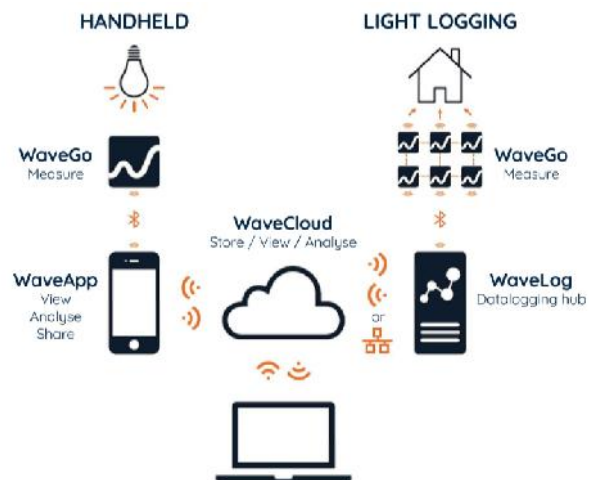 HANDHELD
LIGHT LOGGING
WaveGo
Measure
WaveGo
Measure
WaveCloud
Store / View / Analyse
WaveApp
View
Analyse
Share
or
WaveLog
Datalogging hub